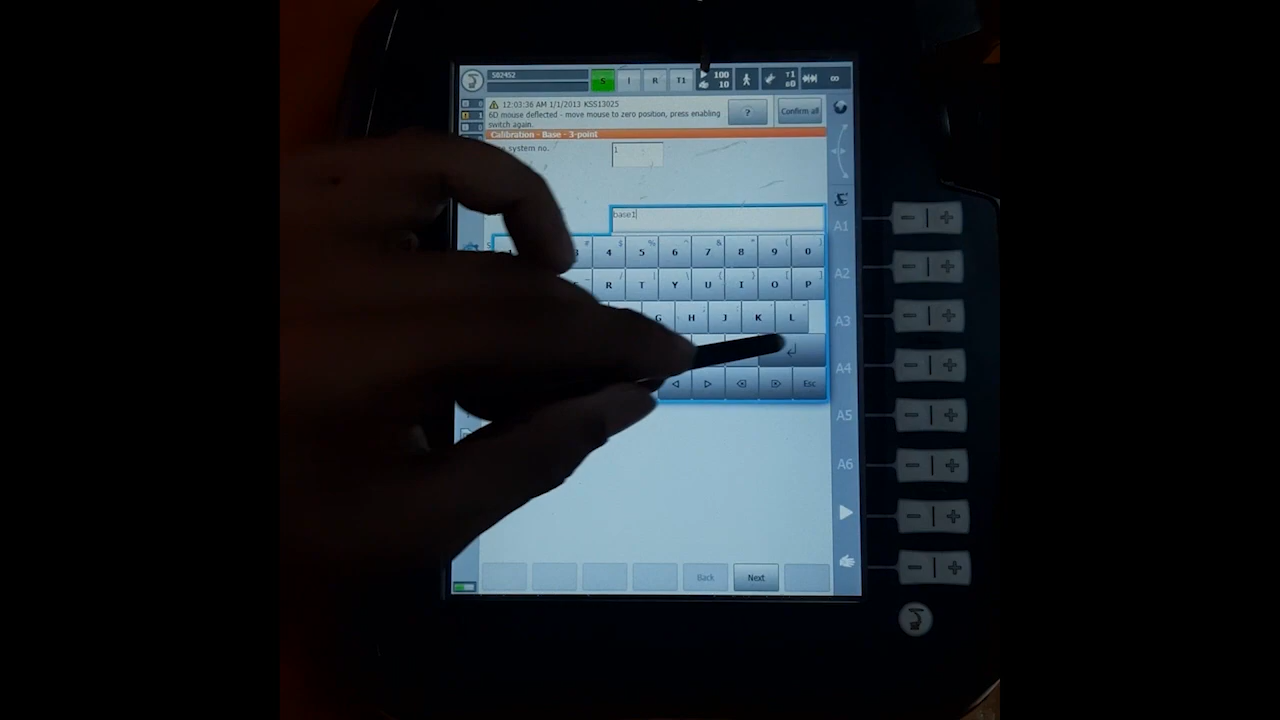 S02452
S I R T1 100 10 T1 B0 ∞
12:03:36 AM 1/1/2013 KSS13025
6D mouse deflected - move mouse to zero position, press enabling
switch again.
? Confirm all
Calibration - Base - 3-point
system no. 1
base1
A1
4 5 6 7 8 9 0
A2
R T Y U I O P
A3
G H J K L
A4
Esc
A5
A6
Back Next